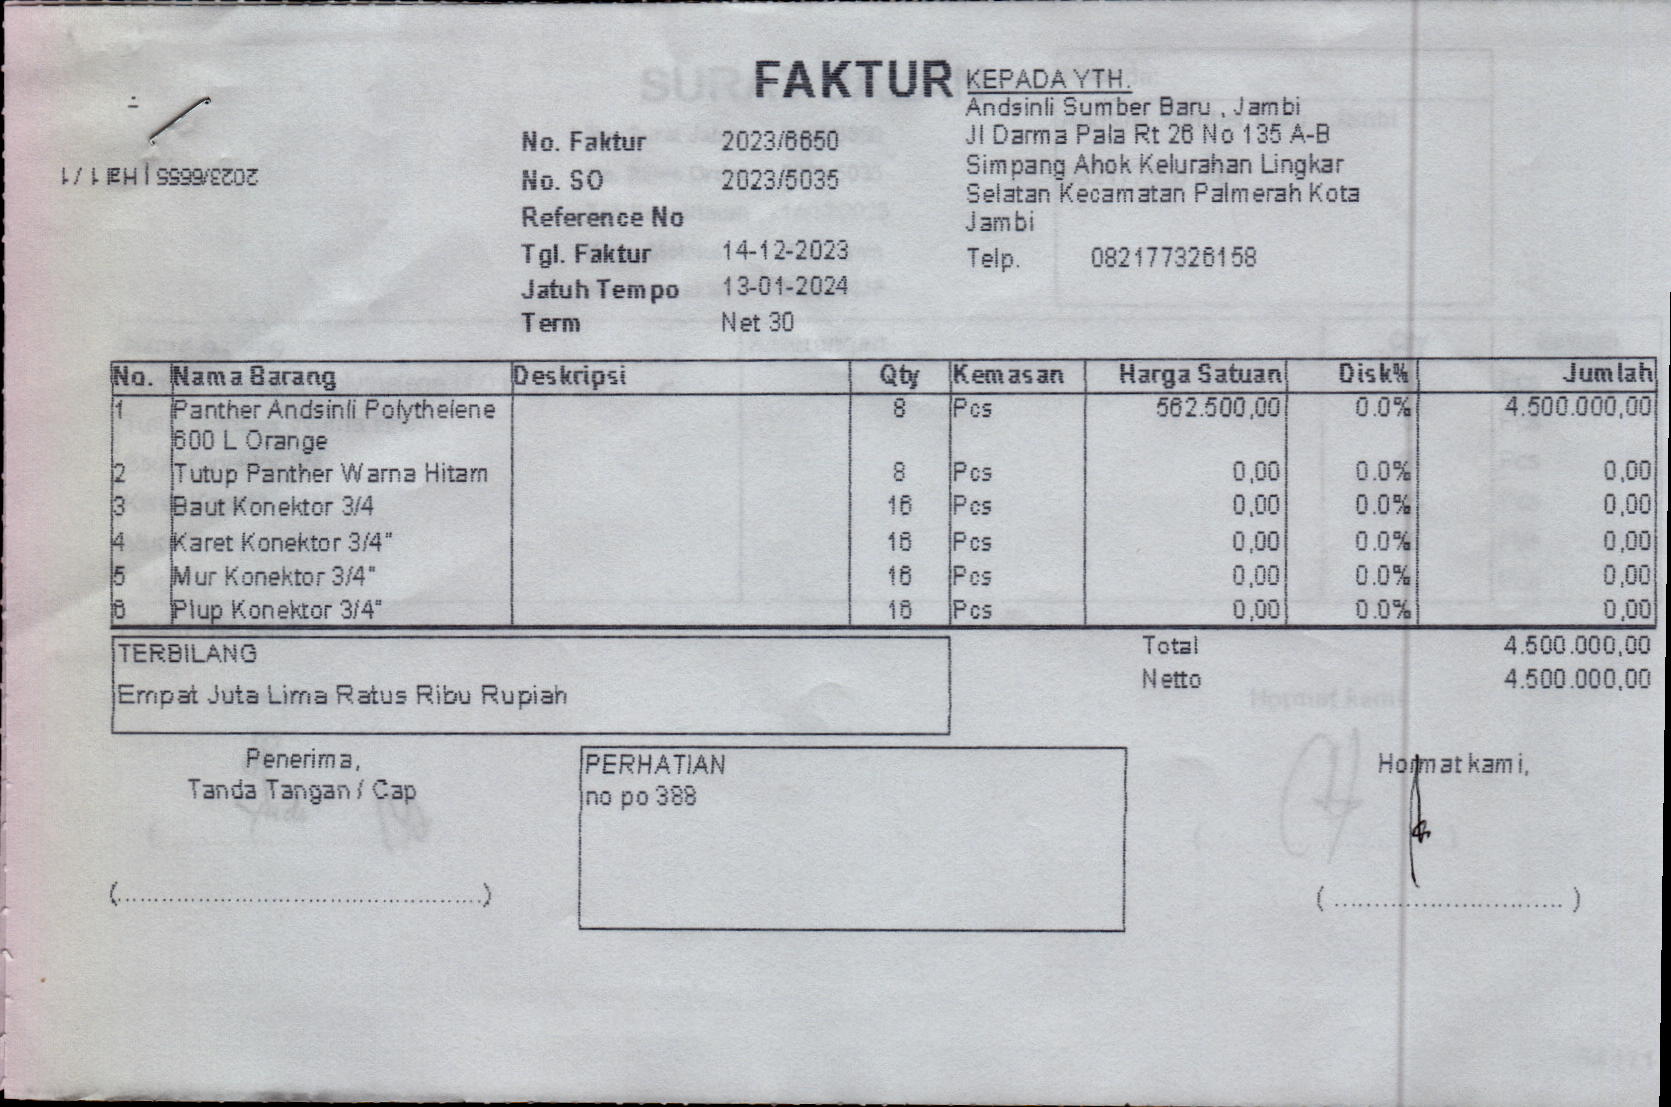 FAKTUR
No. Faktur 2023/6650
No. SO 2023/5035
Reference No
Tgl. Faktur 14-12-2023
Jatuh Tempo 13-01-2024
Term Net 30
KEPADA YTH.
Andsinli Sumber Baru , Jambi
Jl Darma Pala Rt 26 No 135 A-B
Simpang Ahok Kelurahan Lingkar
Selatan Kecamatan Palmerah Kota
Jambi
Telp. 082177326158
2023/6655 | Hal 1 / 1
No. Nama Barang Deskripsi Qty Kemasan Harga Satuan Disk% Jumlah
1 Panther Andsinli Polythelene 8 Pcs 562.500,00 0.0% 4.500.000,00
600 L Orange
2 Tutup Panther Warna Hitam 8 Pcs 0,00 0.0% 0,00
3 Baut Konektor 3/4 16 Pcs 0,00 0.0% 0,00
4 Karet Konektor 3/4" 16 Pcs 0,00 0.0% 0,00
5 Mur Konektor 3/4" 16 Pcs 0,00 0.0% 0,00
6 Plup Konektor 3/4" 16 Pcs 0,00 0.0% 0,00
TERBILANG
Empat Juta Lima Ratus Ribu Rupiah
Total 4.500.000,00
Netto 4.500.000,00
Penerima,
Tanda Tangan / Cap
(..............................................)
PERHATIAN
no po 388
Hormat kami,
( ............................. )